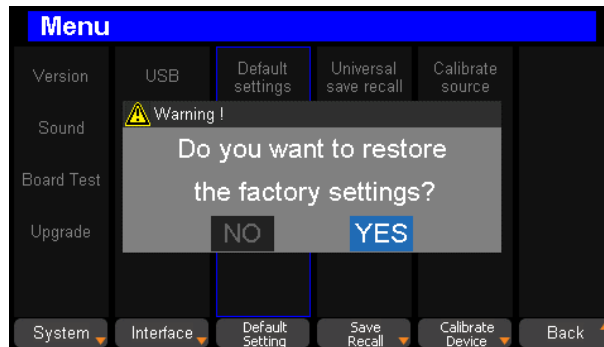 Menu
Version
USB
Default
settings
Universal
save recall
Calibrate
source
Sound
Board Test
Upgrade
Warning !
Do you want to restore
the factory settings?
NO
YES
System
Interface
Default
Setting
Save
Recall
Calibrate
Device
Back